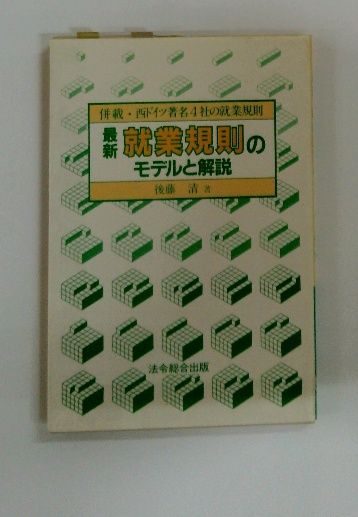 併載・西ドイツ著名4社の就業規則
最新 就業規則の
モデルと解説
後藤 清 著
法令総合出版